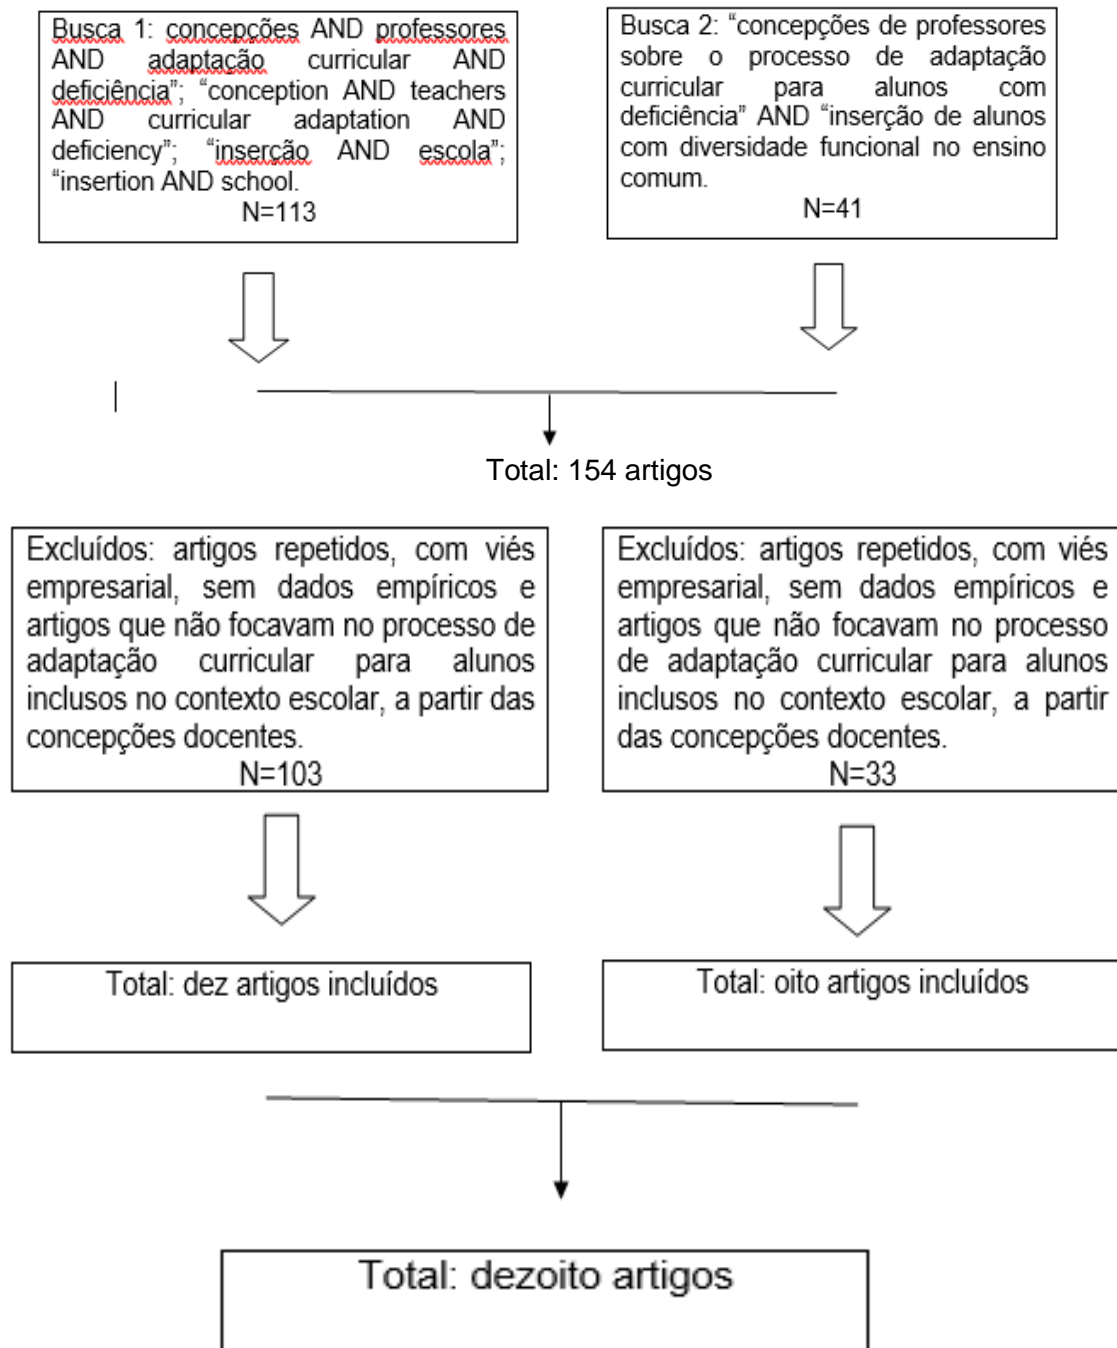 Busca 1: concepções AND professores
AND adaptação curricular AND
deficiência”; “conception AND teachers
AND curricular adaptation AND
deficiency”; “inserção AND escola”;
“insertion AND school.
N=113
Busca 2: “concepções de professores
sobre o processo de adaptação
curricular para alunos com
deficiência” AND “inserção de alunos
com diversidade funcional no ensino
comum.
N=41
Total: 154 artigos
Excluídos: artigos repetidos, com viés
empresarial, sem dados empíricos e
artigos que não focavam no processo de
adaptação curricular para alunos
inclusos no contexto escolar, a partir das
concepções docentes.
N=103
Excluídos: artigos repetidos, com viés
empresarial, sem dados empíricos e
artigos que não focavam no processo
de adaptação curricular para alunos
inclusos no contexto escolar, a partir
das concepções docentes.
N=33
Total: dez artigos incluídos
Total: oito artigos incluídos
Total: dezoito artigos